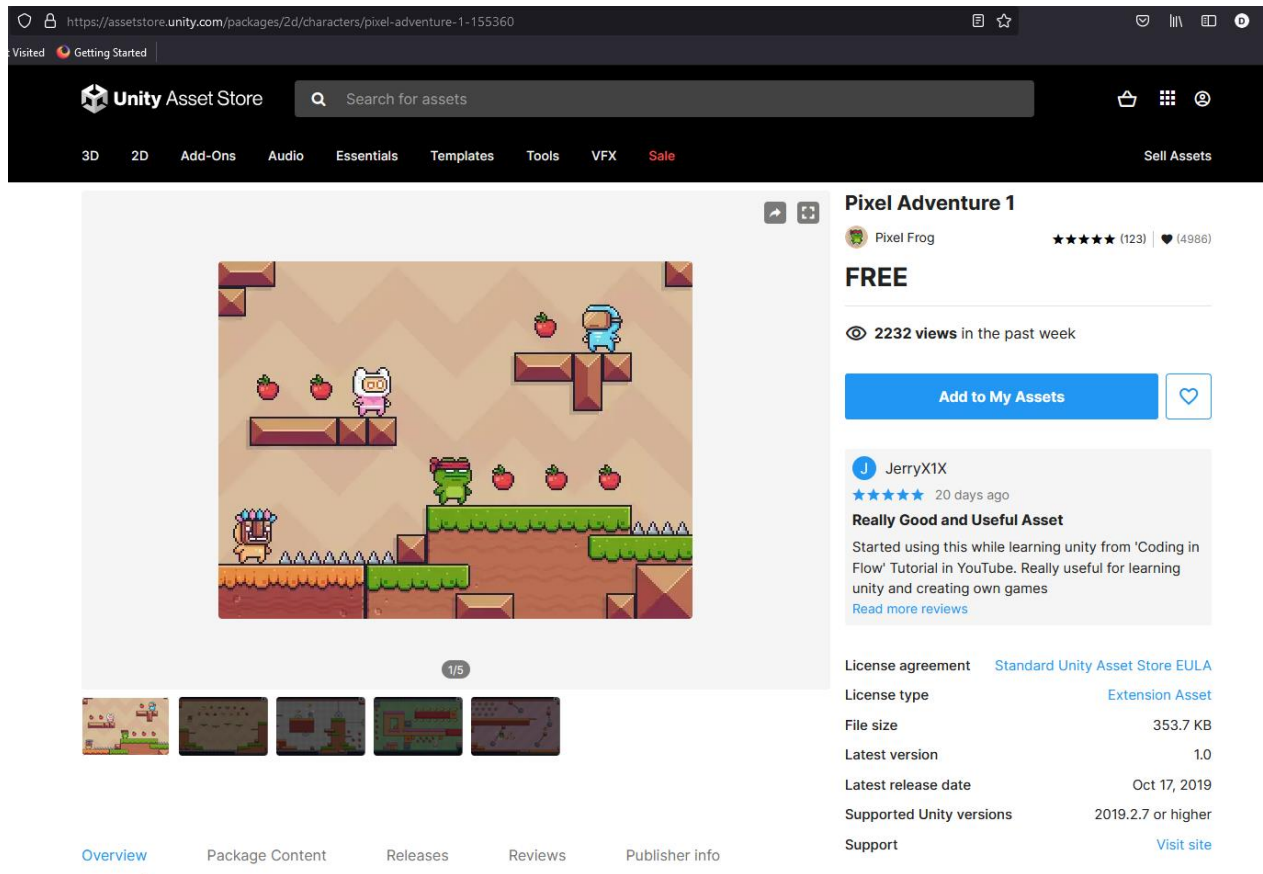 https://assetstore.unity.com/packages/2d/characters/pixel-adventure-1-155360
D
Visited
Getting Started
Unity Asset Store
Search for assets
3D 2D Add-Ons Audio Essentials Templates Tools VFX Sale Sell Assets
Pixel Adventure 1
Pixel Frog ★★★★★ (123) (4986)
FREE
2232 views in the past week
Add to My Assets
J JerryX1X
★★★★★ 20 days ago
Really Good and Useful Asset
Started using this while learning unity from 'Coding in
Flow' Tutorial in YouTube. Really useful for learning
unity and creating own games
Read more reviews
1/5
License agreement Standard Unity Asset Store EULA
License type Extension Asset
File size 353.7 KB
Latest version 1.0
Latest release date Oct 17, 2019
Supported Unity versions 2019.2.7 or higher
Support Visit site
Overview Package Content Releases Reviews Publisher info